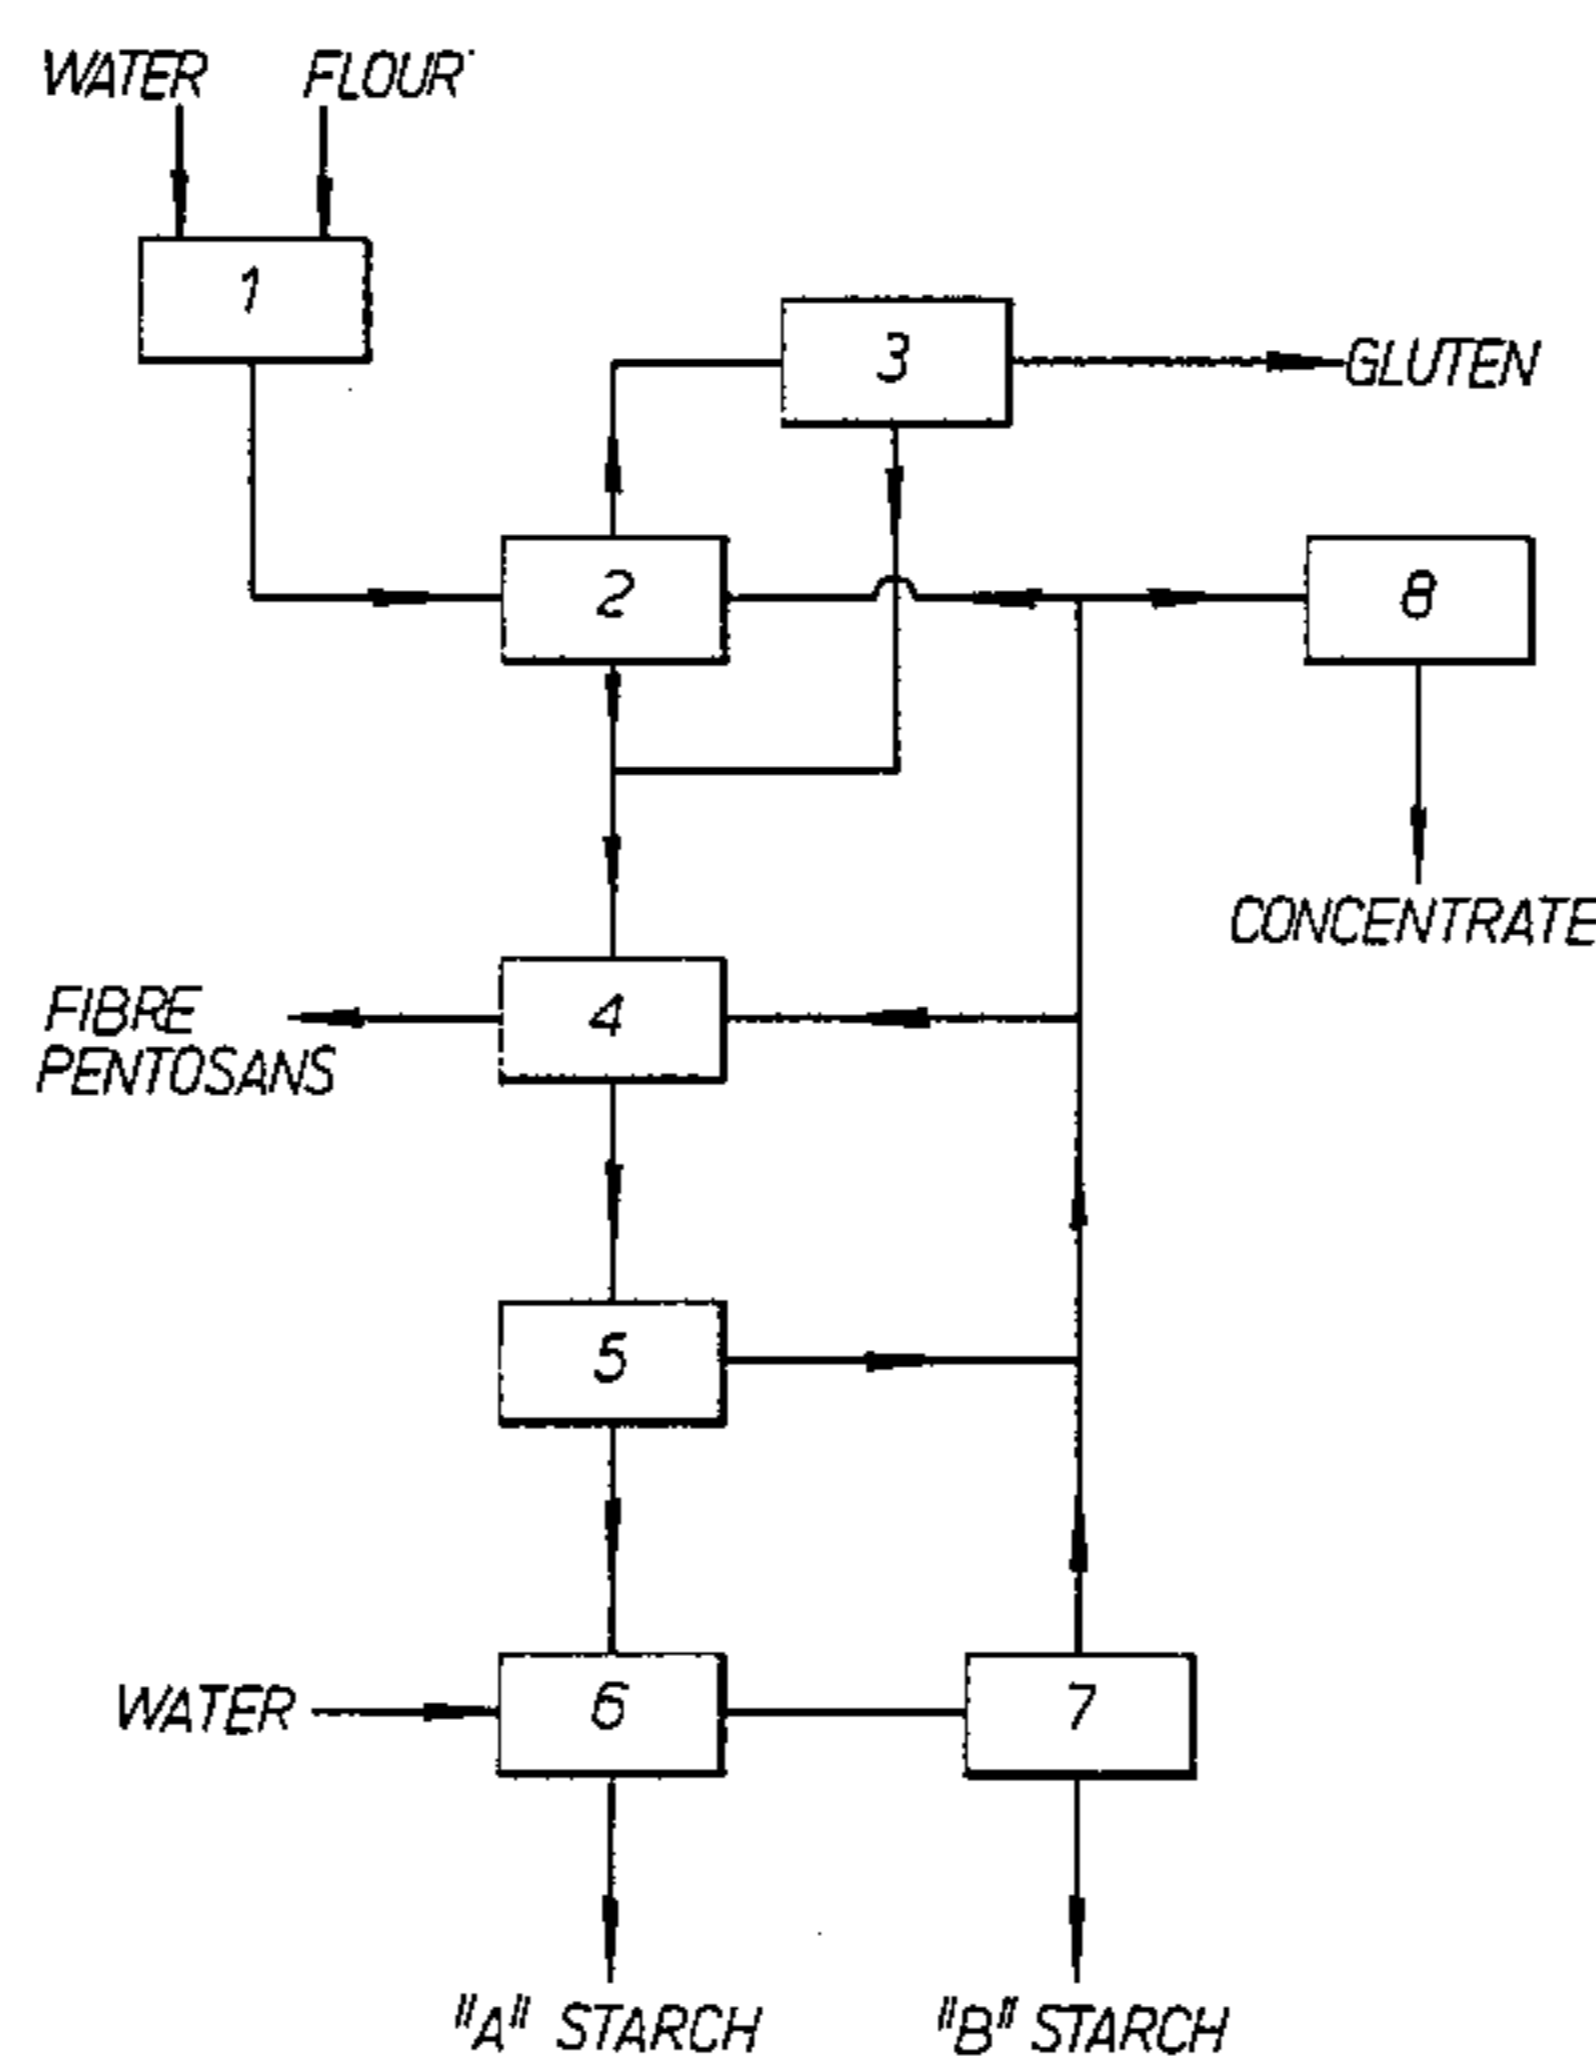 WATER FLOUR
1
3
GLUTEN
2
8
CONCENTRATE
FIBRE
PENTOSANS
4
5
WATER
6
7
"A" STARCH
"B" STARCH